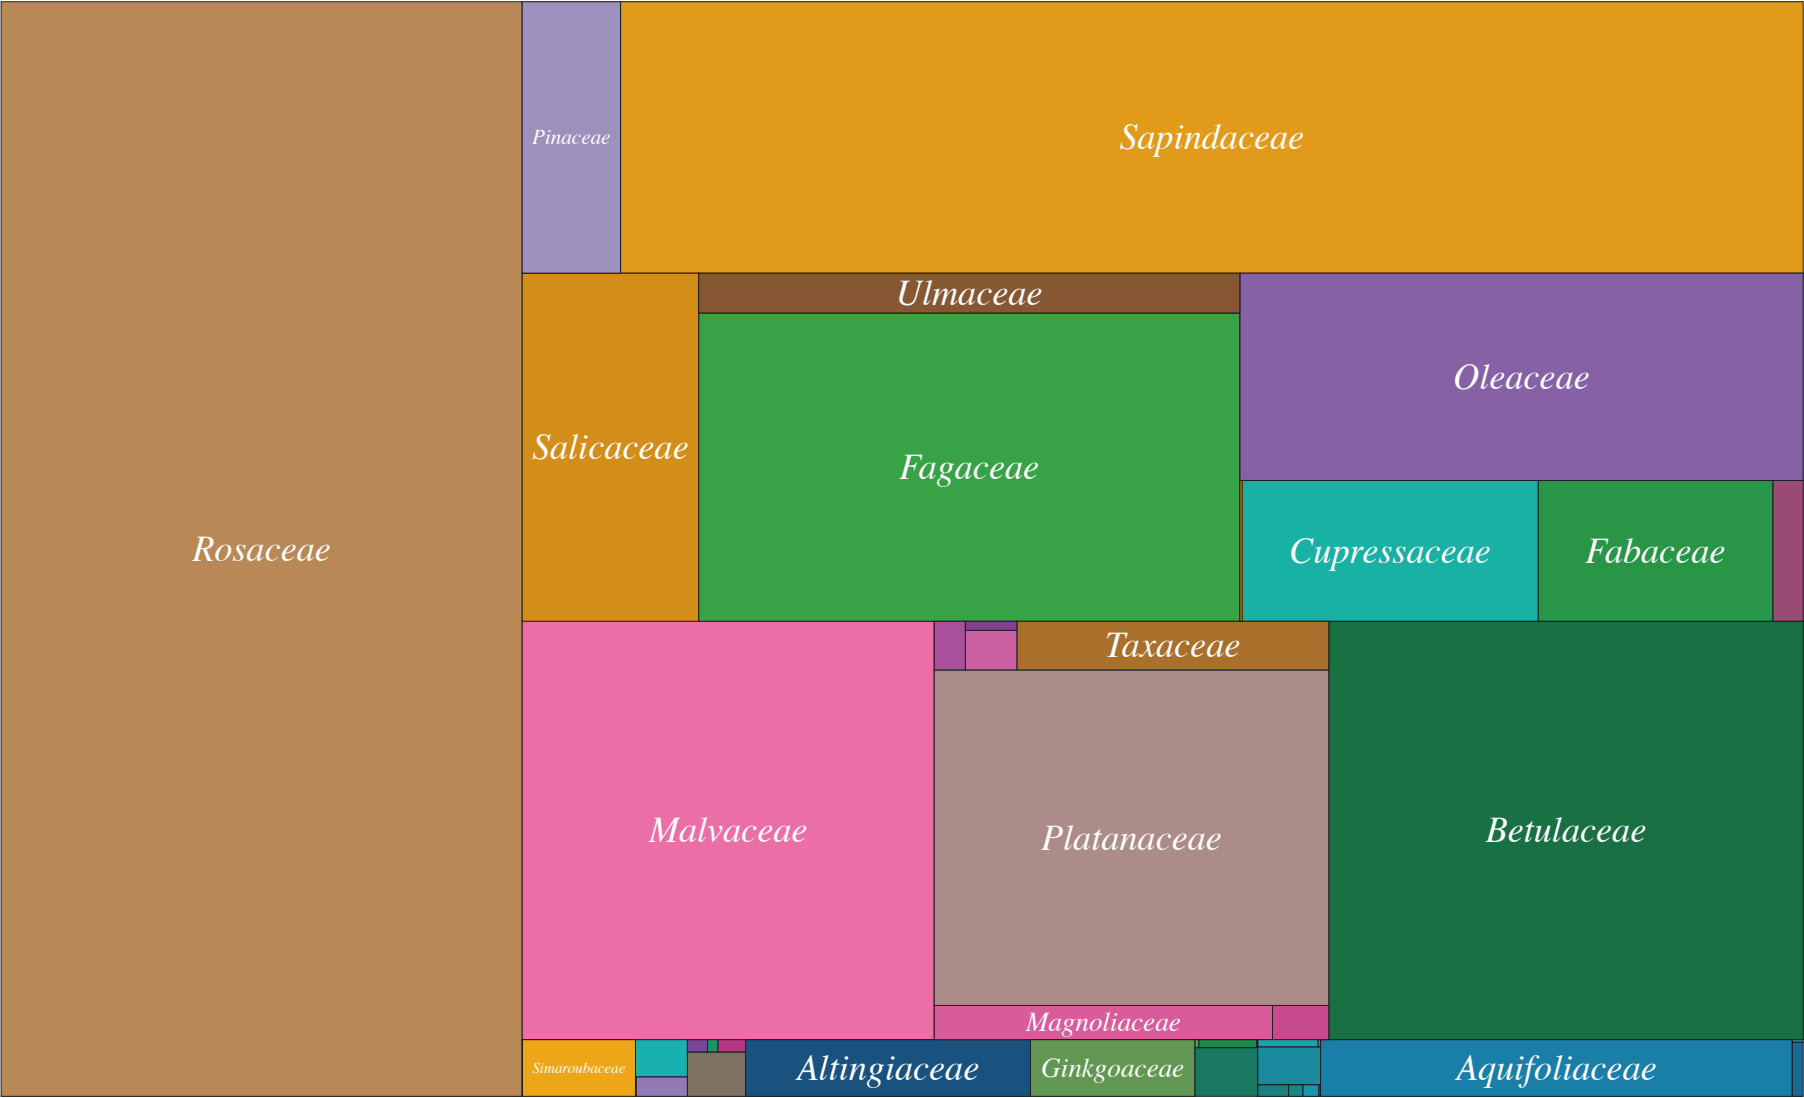 Pinaceae
Sapindaceae
Ulmaceae
Oleaceae
Salicaceae
Fagaceae
Rosaceae
Cupressaceae
Fabaceae
Taxaceae
Malvaceae
Platanaceae
Betulaceae
Magnoliaceae
Simaroubaceae
Altingiaceae
Ginkgoaceae
Aquifoliaceae